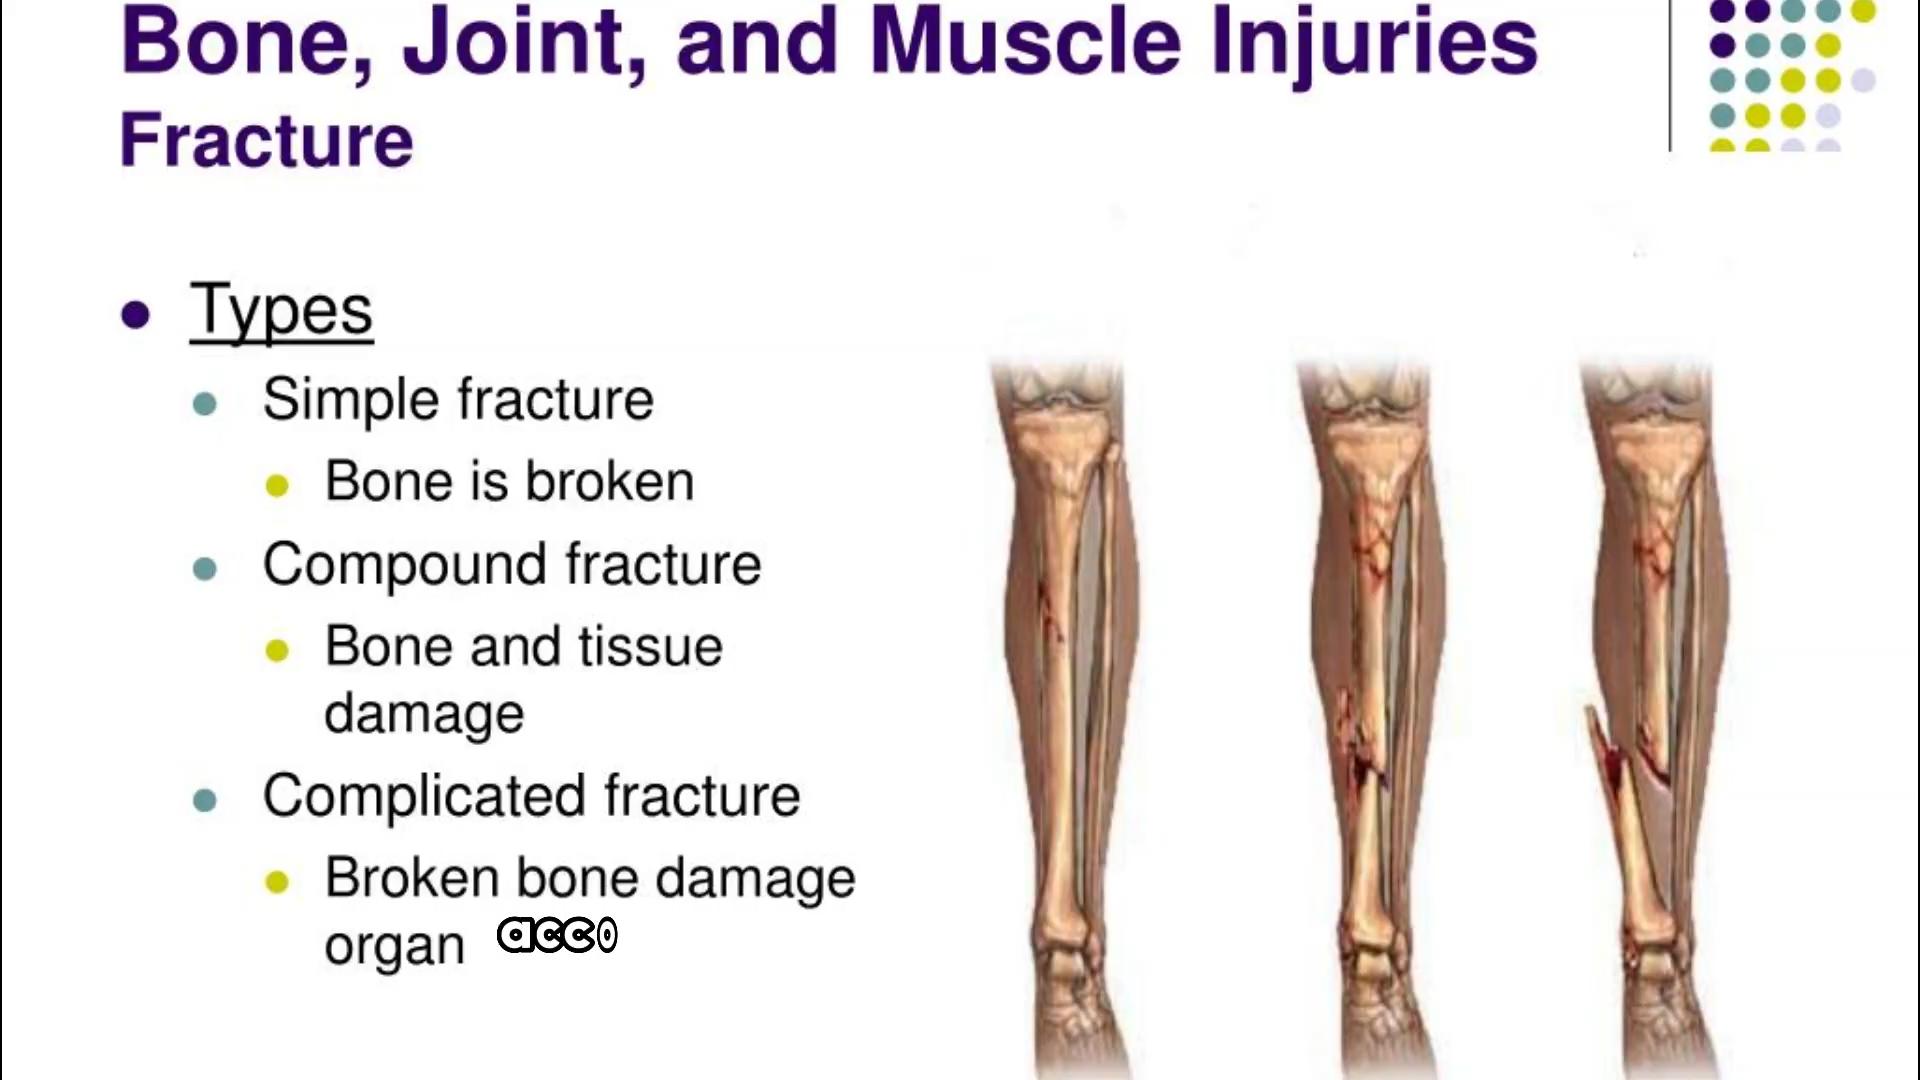 Bone, Joint, and Muscle Injuries
Fracture
Types
Simple fracture
Bone is broken
Compound fracture
Bone and tissue
damage
Complicated fracture
Broken bone damage
organ acco